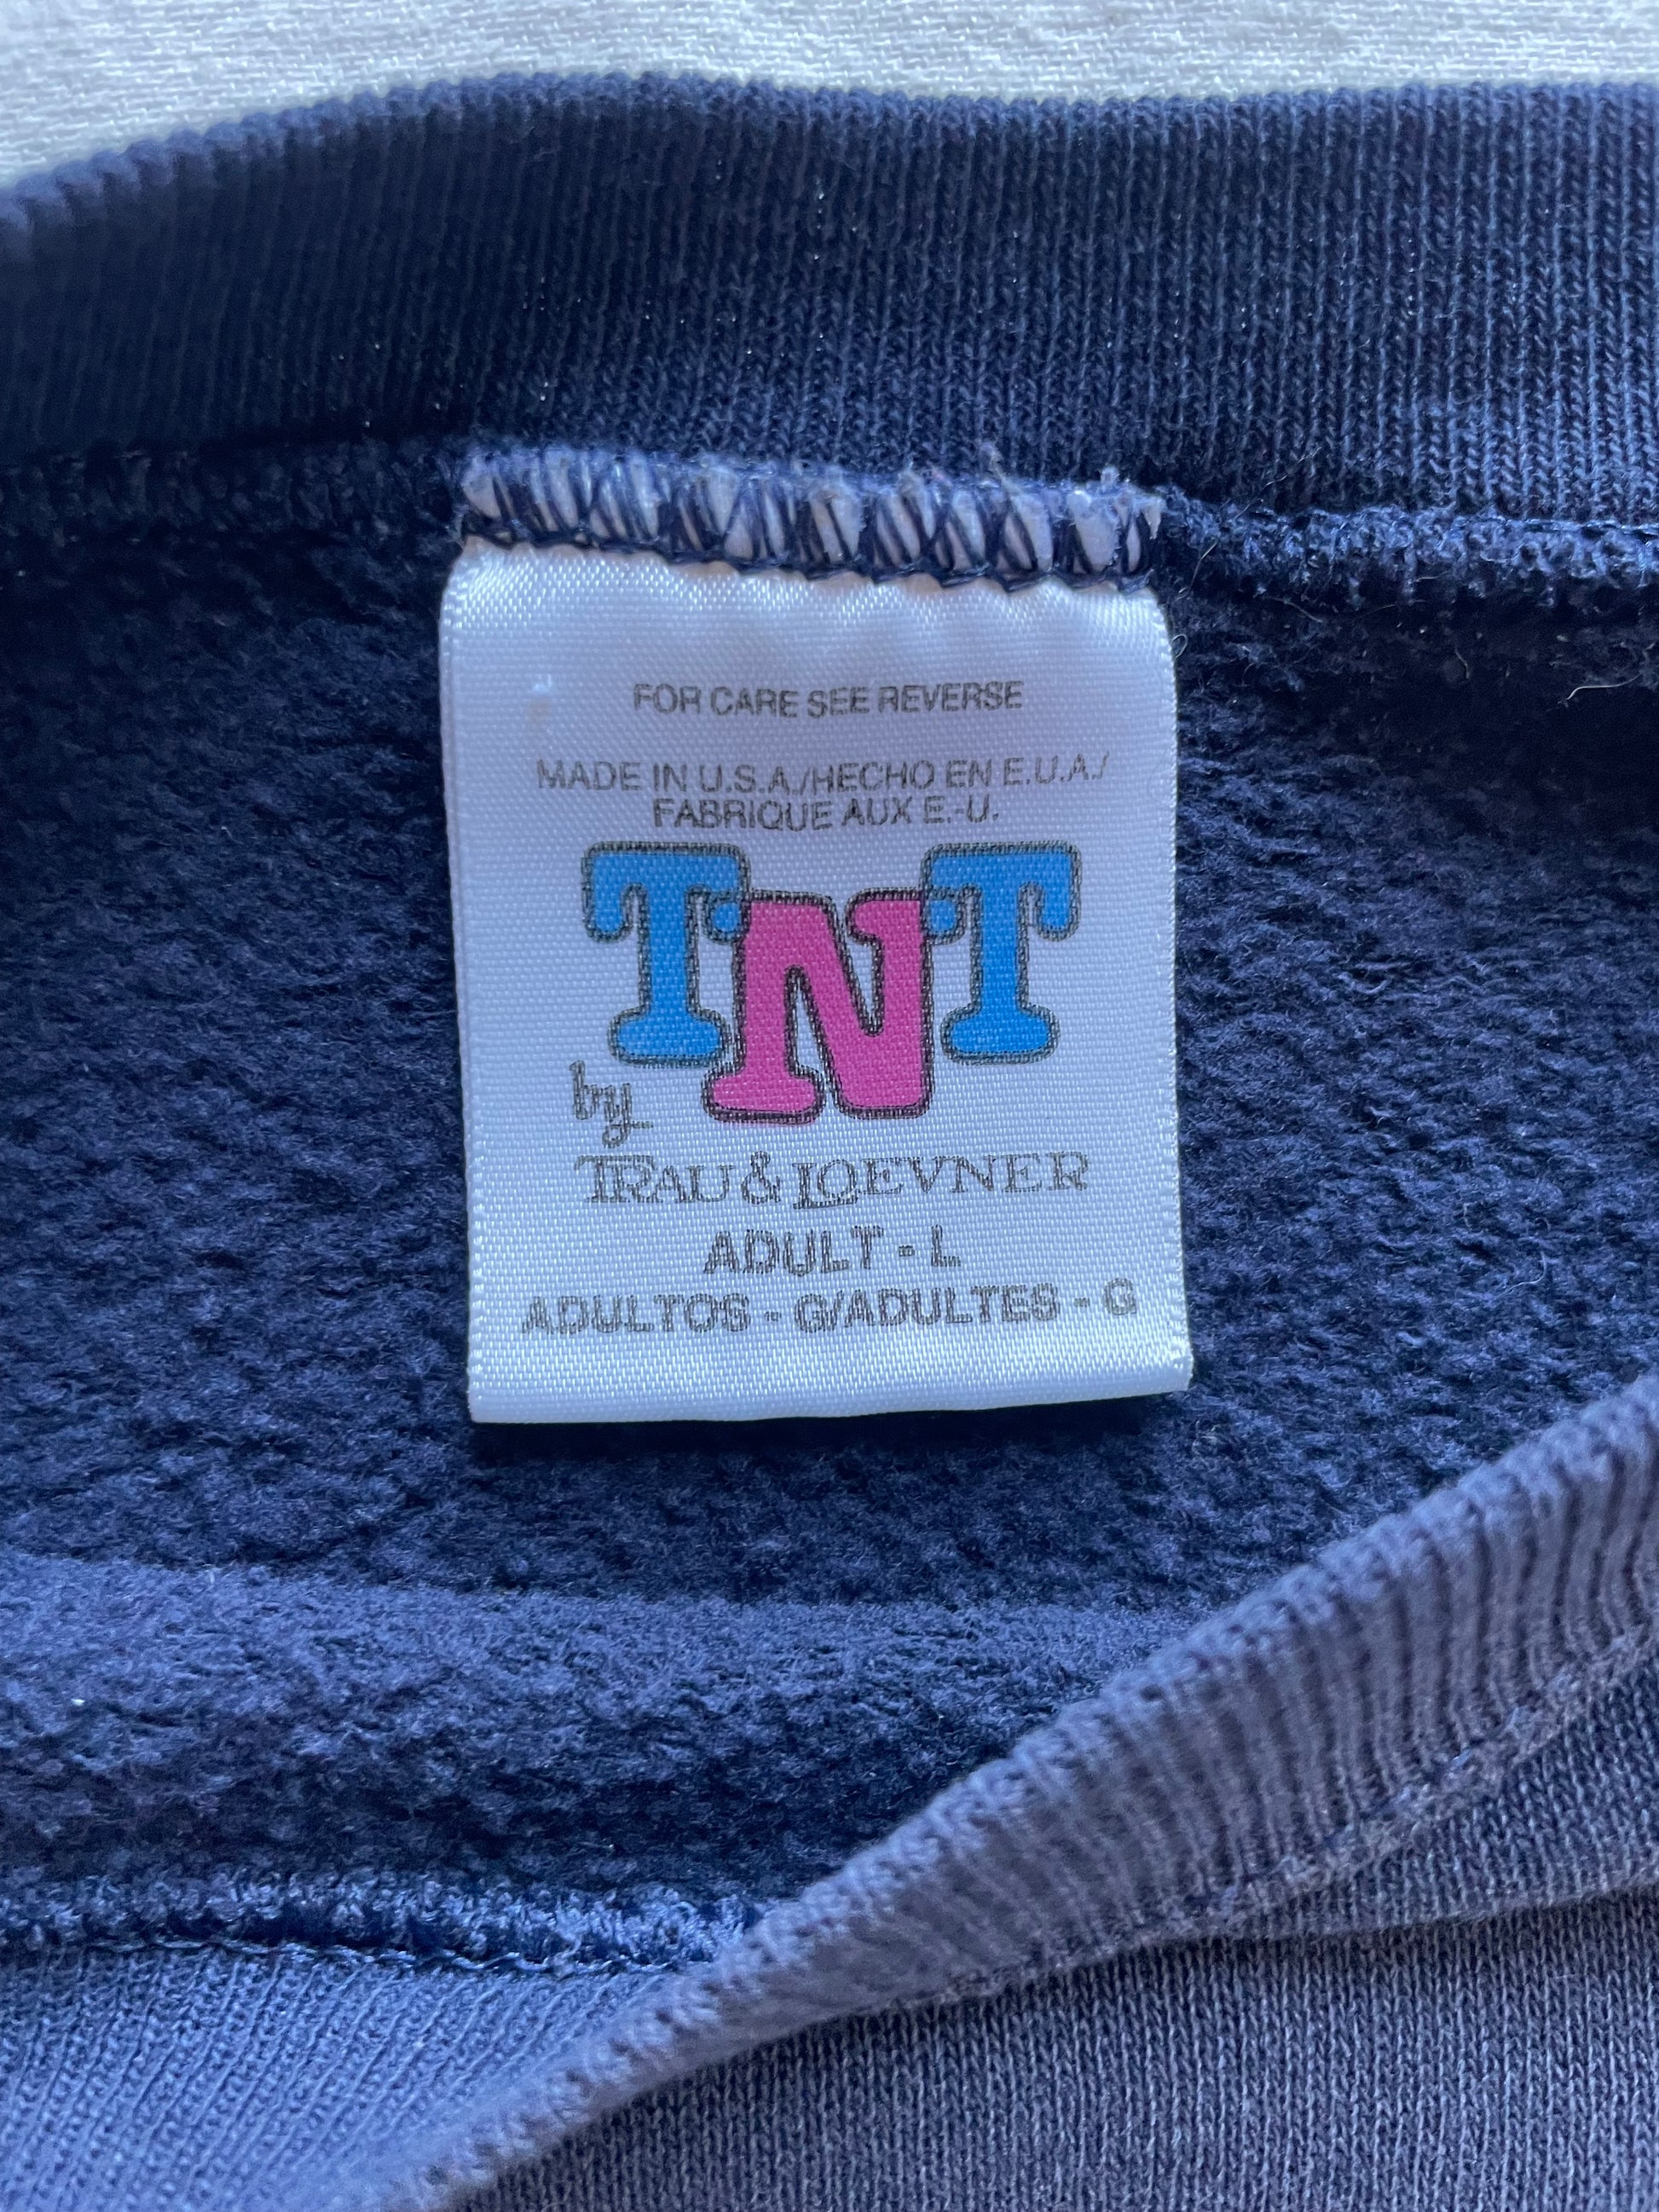 FOR CARE SEE REVERSE
MADE IN U.S.A./HECHO EN E.U.A./
FABRIQUE AUX E.-U.
TNT
by
TRAU & LOEVNER
ADULT - L
ADULTOS - G/ADULTES - G